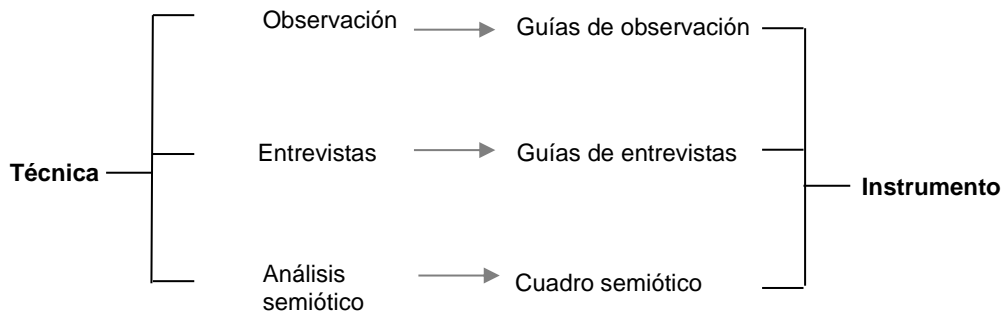 Observación
Guías de observación
Entrevistas
Guías de entrevistas
Técnica
Instrumento
Análisis
semiótico
Cuadro semiótico